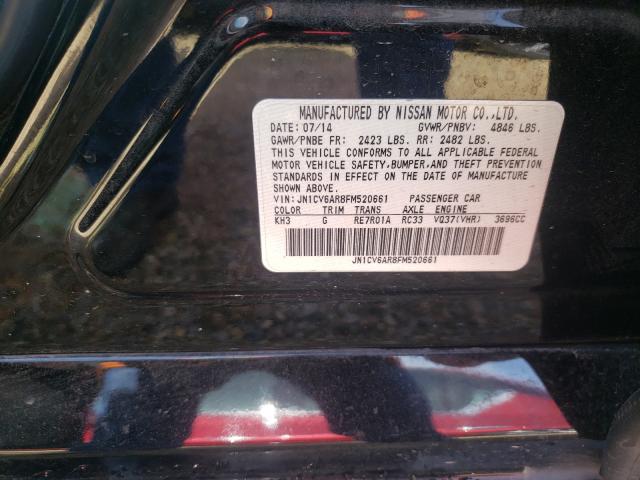 MANUFACTURED BY NISSAN MOTOR CO.,LTD.
DATE: 07/14 GVWR/PNBV: 4846 LBS.
GAWR/PNBE FR: 2423 LBS. RR: 2482 LBS.
THIS VEHICLE CONFORMS TO ALL APPLICABLE FEDERAL
MOTOR VEHICLE SAFETY,BUMPER,AND THEFT PREVENTION
STANDARDS IN EFFECT ON THE DATE OF MANUFACTURE
SHOWN ABOVE.
VIN:JN1CV6AR8FM520661 PASSENGER CAR
COLOR TRIM TRANS AXLE ENGINE
KH3 G RE7R01A RC33 VQ37(VHR) 3696CC
JN1CV6AR8FM520661